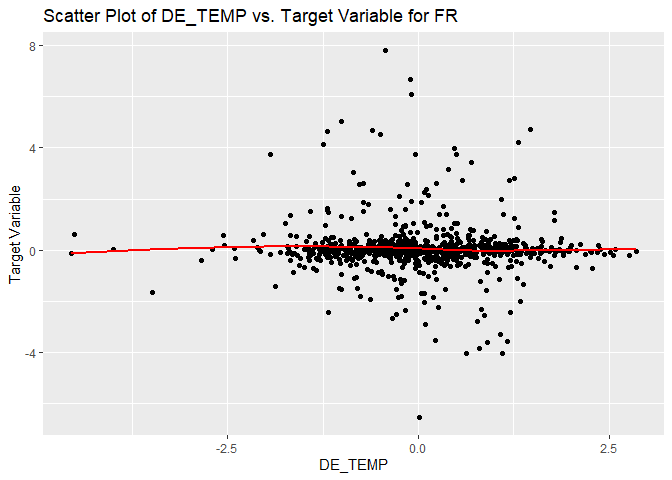 Scatter Plot of DE_TEMP vs. Target Variable for FR
8
4
0
-4
Target Variable
-2.5
0.0
2.5
DE_TEMP